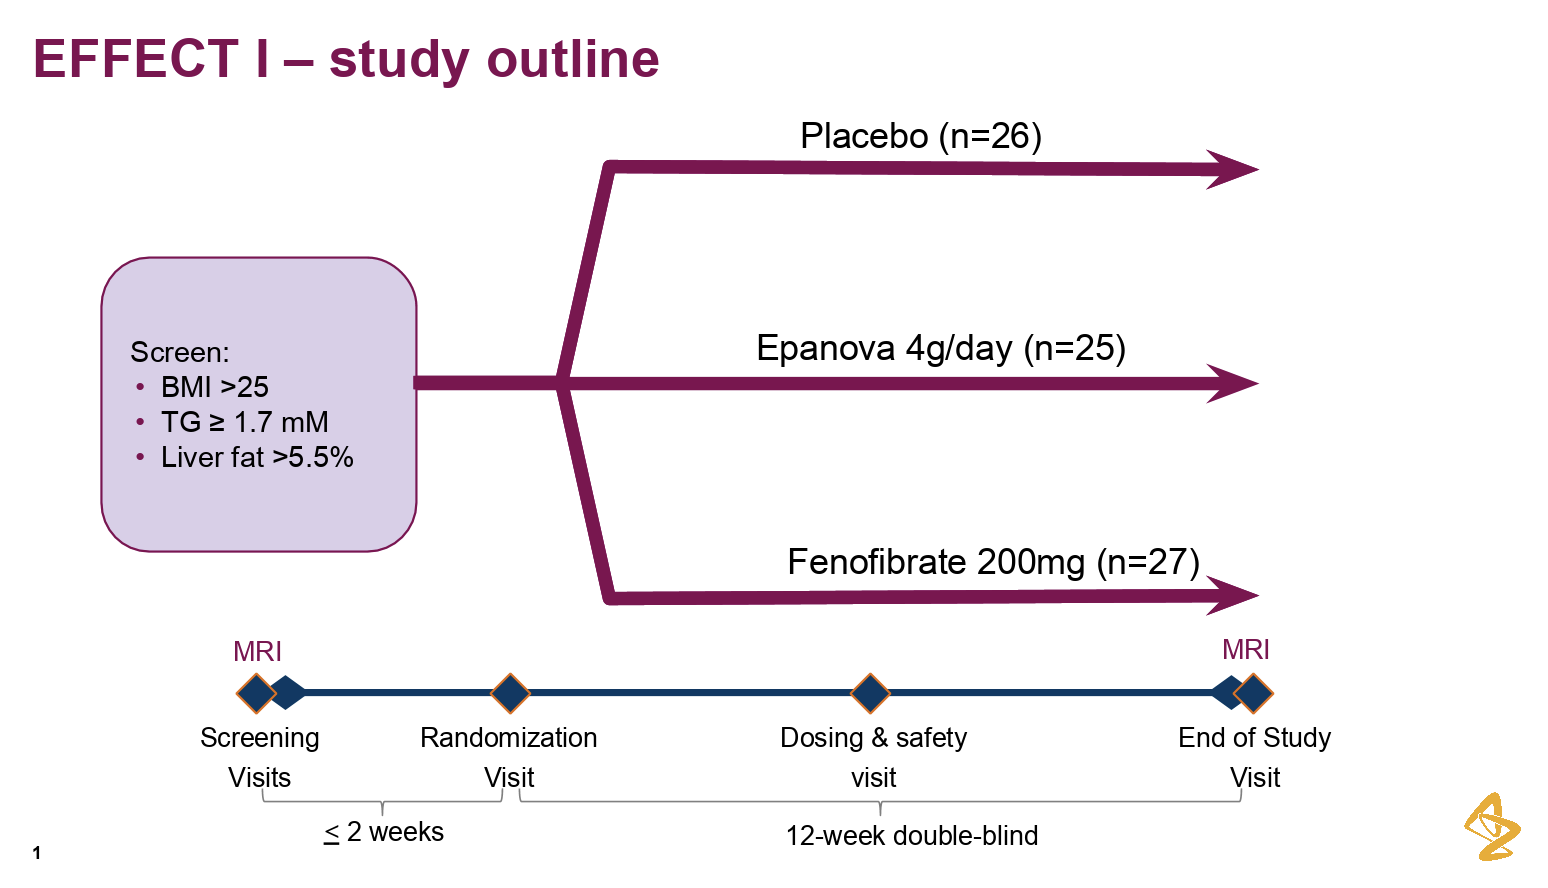 EFFECT I – study outline
Placebo (n=26)
Screen:
• BMI >25
• TG ≥ 1.7 mM
• Liver fat >5.5%
Epanova 4g/day (n=25)
Fenofibrate 200mg (n=27)
MRI
MRI
Screening
Visits
Randomization
Visit
Dosing & safety
visit
End of Study
Visit
< 2 weeks
12-week double-blind
1